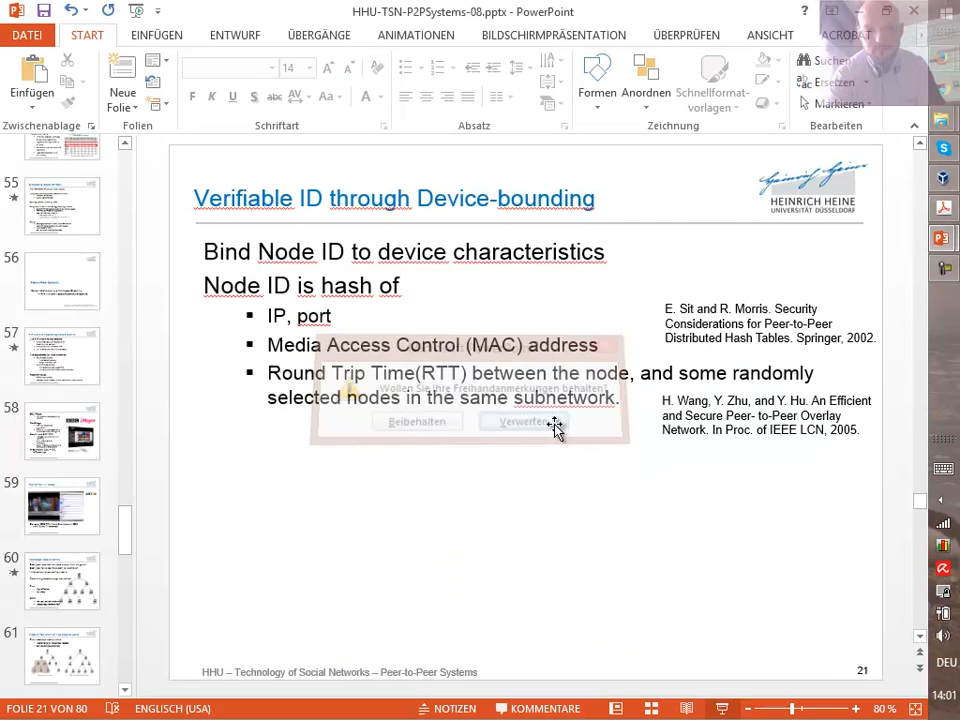 HHU-TSN-P2PSystems-08.pptx - PowerPoint
DATEI START EINFÜGEN ENTWURF ÜBERGÄNGE ANIMATIONEN BILDSCHIRMPRÄSENTATION ÜBERPRÜFEN ANSICHT ACROBAT
Einfügen
Neue
Folie
14
F K U S abc AV Aa A
Formen
Anordnen
Schnellformat-
vorlagen
Suchen
Ersetzen
Markieren
Zwischenablage Folien Schriftart Absatz Zeichnung Bearbeiten
55
56
57
58
59
60
61
Verifiable ID through Device-bounding
HEINRICH HEINE
UNIVERSITÄT DÜSSELDORF
Bind Node ID to device characteristics
Node ID is hash of
▪ IP, port
▪ Media Access Control (MAC) address
▪ Round Trip Time(RTT) between the node, and some randomly
selected nodes in the same subnetwork.
E. Sit and R. Morris. Security
Considerations for Peer-to-Peer
Distributed Hash Tables. Springer, 2002.
H. Wang, Y. Zhu, and Y. Hu. An Efficient
and Secure Peer- to-Peer Overlay
Network. In Proc. of IEEE LCN, 2005.
Wollen Sie Ihre Freihandanmerkungen behalten?
Beibehalten Verwerfen
HHU – Technology of Social Networks – Peer-to-Peer Systems
21
FOLIE 21 VON 80 ENGLISCH (USA) NOTIZEN KOMMENTARE 80 %
DEU
14:01